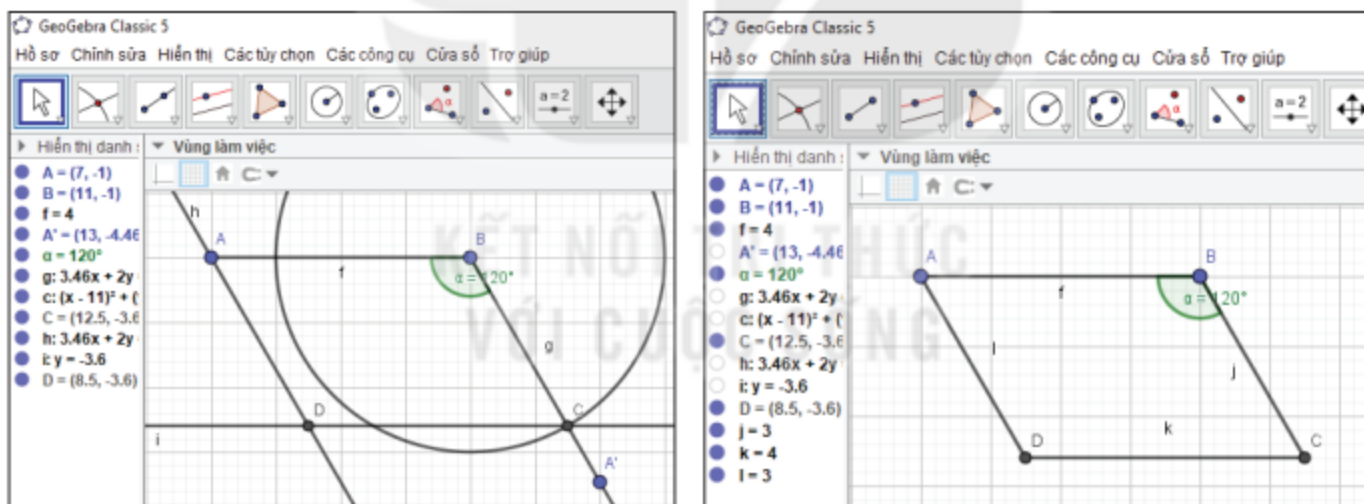 GeoGebra Classic 5
Hồ sơ Chỉnh sửa Hiển thị Các tùy chọn Các công cụ Cửa sổ Trợ giúp
α
a = 2
Hiển thị danh s
Vùng làm việc
A = (7, -1)
B = (11, -1)
f = 4
A' = (13, -4.46
α = 120°
g: 3.46x + 2y
c: (x - 11)² + (
C = (12.5, -3.6
h: 3.46x + 2y
i: y = -3.6
D = (8.5, -3.6)
h
A
B
f
α = 120°
g
D
C
i
A'
GeoGebra Classic 5
Hồ sơ Chỉnh sửa Hiển thị Các tùy chọn Các công cụ Cửa sổ Trợ giúp
α
a = 2
Hiển thị danh s
Vùng làm việc
A = (7, -1)
B = (11, -1)
f = 4
A' = (13, -4.46
α = 120°
g: 3.46x + 2y
c: (x - 11)² + (
C = (12.5, -3.6)
h: 3.46x + 2y
i: y = -3.6
D = (8.5, -3.6)
j = 3
k = 4
l = 3
A
B
f
α = 120°
l
j
k
D
C
KẾT NỐI TRI THỨC
VỚI CUỘC SỐNG